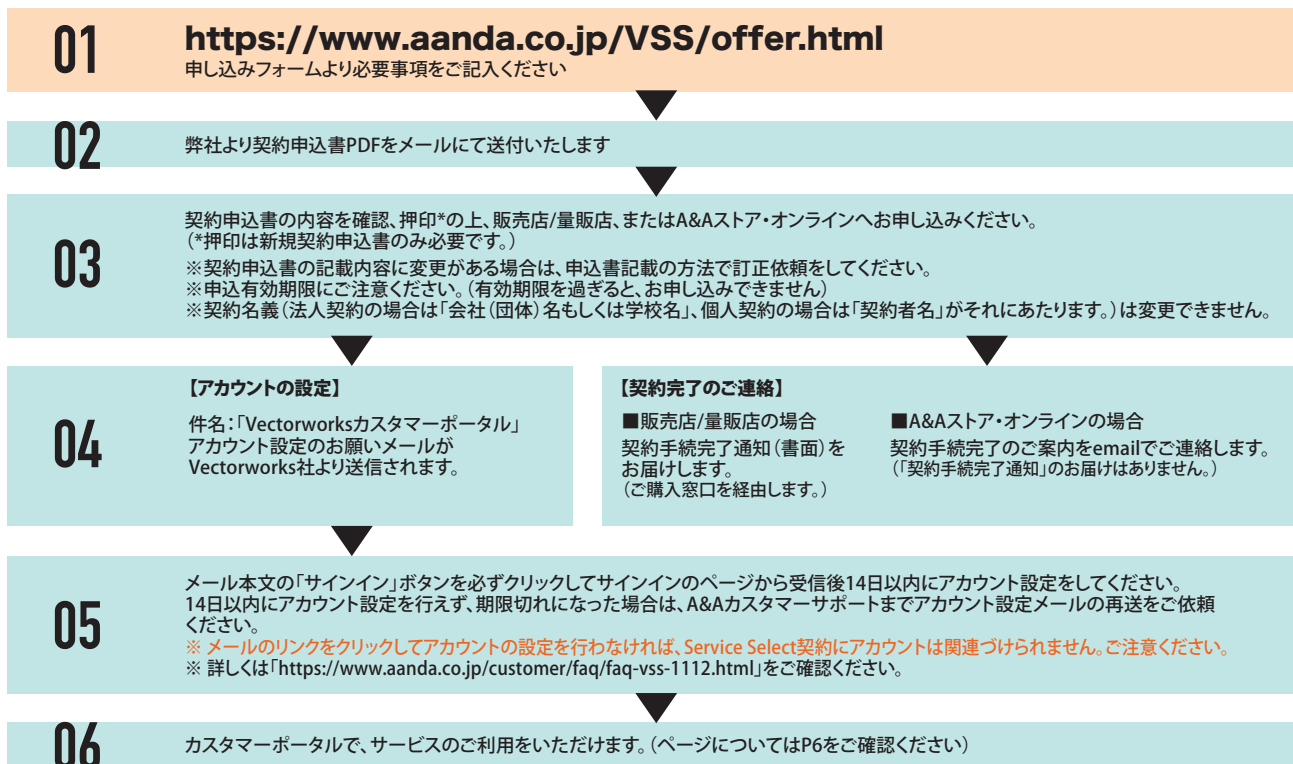 01
https://www.aanda.co.jp/VSS/offer.html
申し込みフォームより必要事項をご記入ください
02
弊社より契約申込書PDFをメールにて送付いたします
03
契約申込書の内容を確認、押印*の上、販売店/量販店、またはA&Aストア・オンラインへお申し込みください。
（*押印は新規契約申込書のみ必要です。）
※契約申込書の記載内容に変更がある場合は、申込書記載の方法で訂正依頼をしてください。
※申込有効期限にご注意ください。（有効期限を過ぎると、お申し込みできません）
※契約名義（法人契約の場合は「会社（団体）名もしくは学校名」、個人契約の場合は「契約者名」がそれにあたります。）は変更できません。
04
【アカウントの設定】
件名：「Vectorworksカスタマーポータル」
アカウント設定のお願いメールが
Vectorworks社より送信されます。
【契約完了のご連絡】
■販売店/量販店の場合
契約手続完了通知（書面）を
お届けします。
（ご購入窓口を経由します。）
■A&Aストア・オンラインの場合
契約手続完了のご案内をemailでご連絡します。
（「契約手続完了通知」のお届けはありません。）
05
メール本文の「サインイン」ボタンを必ずクリックしてサインインのページから受信後14日以内にアカウント設定をしてください。
14日以内にアカウント設定を行えず、期限切れになった場合は、A&Aカスタマーサポートまでアカウント設定メールの再送をご依頼
ください。
※ メールのリンクをクリックしてアカウントの設定を行わなければ、Service Select契約にアカウントは関連づけられません。ご注意ください。
※ 詳しくは「https://www.aanda.co.jp/customer/faq/faq-vss-1112.html」をご確認ください。
06
カスタマーポータルで、サービスのご利用をいただけます。（ページについてはP6をご確認ください）